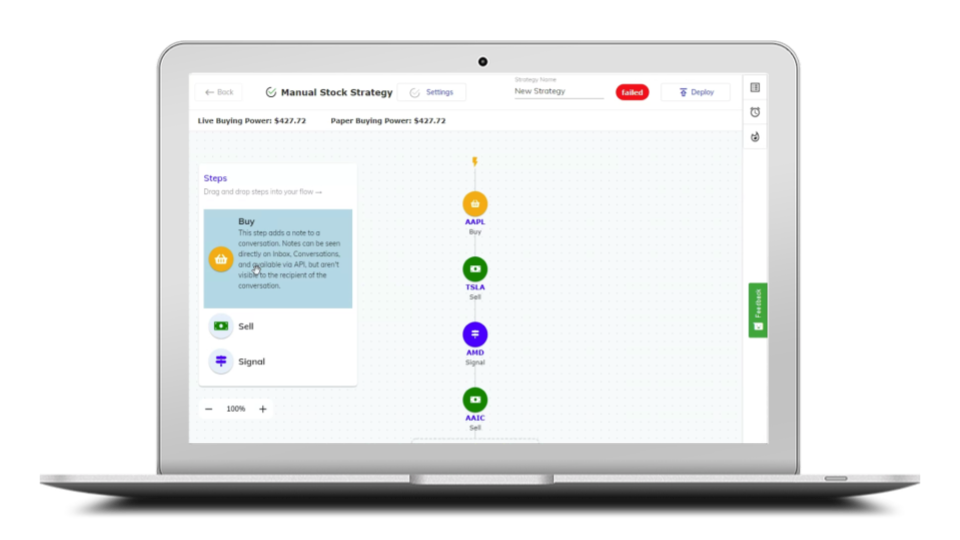 Strategy Name
← Back
Manual Stock Strategy
Settings
New Strategy
failed
Deploy
Live Buying Power: $427.72
Paper Buying Power: $427.72
Steps
Drag and drop steps into your flow →
Buy
This step adds a note to a
conversation. Notes can be seen
directly on Inbox, Conversations,
and available via API, but aren't
visible to the recipient of the
conversation.
Sell
Signal
− 100% +
AAPL
Buy
TSLA
Sell
AMD
Signal
AAIC
Sell
Feedback